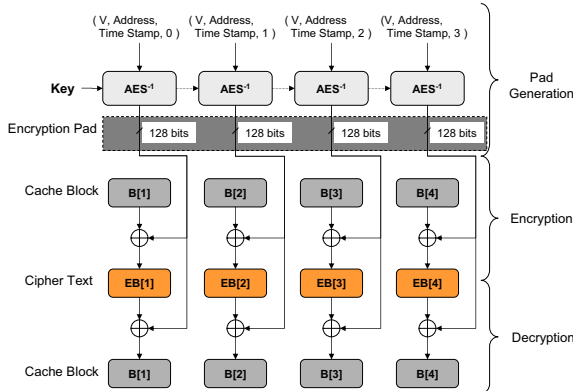 ( V, Address, ( V, Address, ( V, Address ( V, Address,
Time Stamp, 0 ) Time Stamp, 1 ) Time Stamp, 2 ) Time Stamp, 3 )
Key AES⁻¹ AES⁻¹ AES⁻¹ AES⁻¹
Pad
Generation
Encryption Pad 128 bits 128 bits 128 bits 128 bits
Cache Block B[1] B[2] B[3] B[4]
Encryption
Cipher Text EB[1] EB[2] EB[3] EB[4]
Decryption
Cache Block B[1] B[2] B[3] B[4]